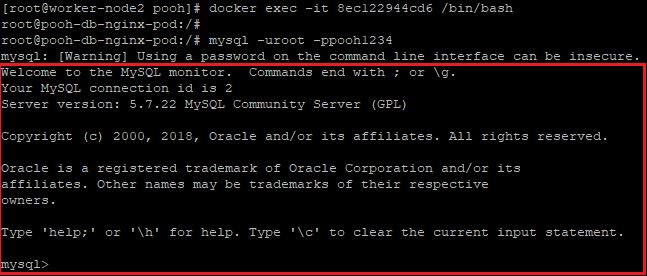 [root@worker-node2 pooh]# docker exec -it 8ec122944cd6 /bin/bash
root@pooh-db-nginx-pod:/#
root@pooh-db-nginx-pod:/# mysql -uroot -ppooh1234
mysql: [Warning] Using a password on the command line interface can be insecure.
Welcome to the MySQL monitor.  Commands end with ; or \g.
Your MySQL connection id is 2
Server version: 5.7.22 MySQL Community Server (GPL)
Copyright (c) 2000, 2018, Oracle and/or its affiliates. All rights reserved.
Oracle is a registered trademark of Oracle Corporation and/or its
affiliates. Other names may be trademarks of their respective
owners.
Type 'help;' or '\h' for help. Type '\c' to clear the current input statement.
mysql>